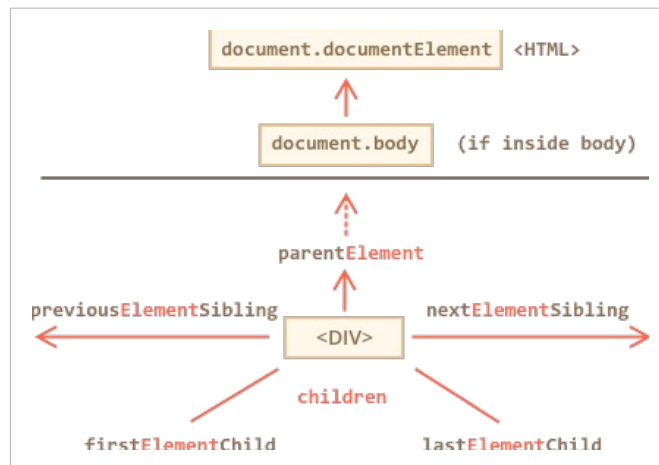 document.documentElement <HTML>
document.body (if inside body)
parentElement
previousElementSibling nextElementSibling
<DIV>
children
firstElementChild lastElementChild